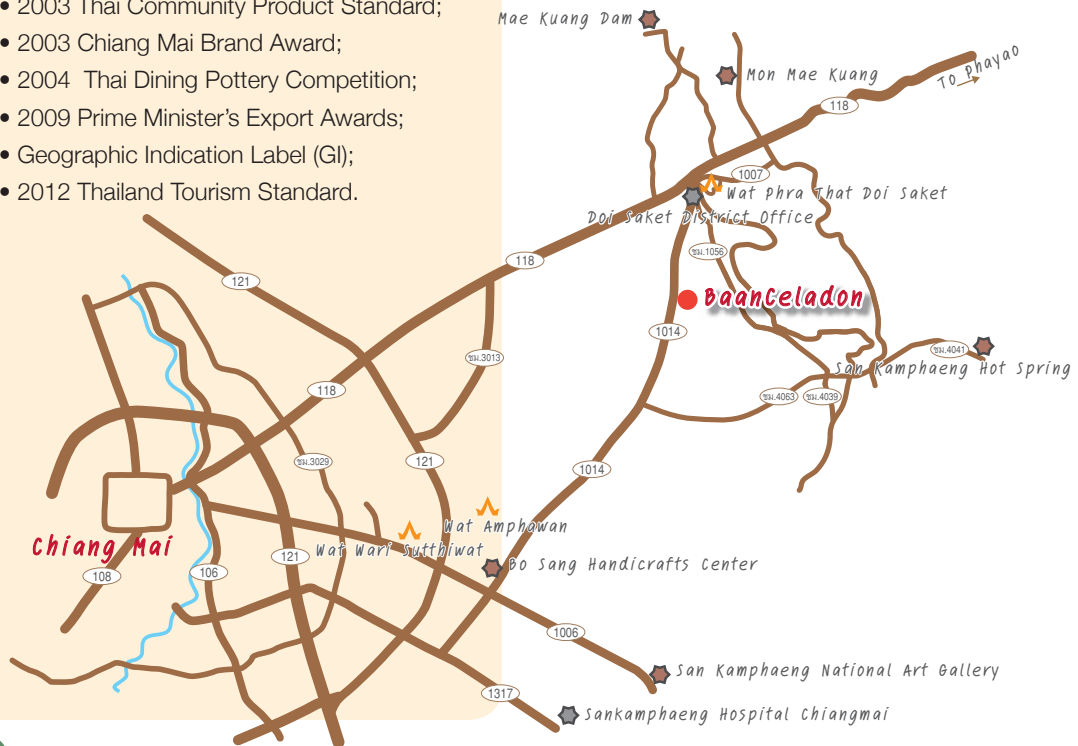 • 2003 Thai Community Product Standard;
• 2003 Chiang Mai Brand Award;
• 2004 Thai Dining Pottery Competition;
• 2009 Prime Minister's Export Awards;
• Geographic Indication Label (GI);
• 2012 Thailand Tourism Standard.
Mae Kuang Dam
Mon Mae Kuang
To Phayao
118
1007
Wat Phra That Doi Saket
Doi Saket District Office
ชม.1056
118
121
BaanCeladon
1014
ชม.3013
ชม.4041
San Kamphaeng Hot Spring
118
ชม.4063
ชม.4039
ชม.3029
121
1014
Wat Amphawan
Chiang Mai
Wat Wari Sutthiwat
121
Bo Sang Handicrafts Center
108
106
1006
San Kamphaeng National Art Gallery
1317
Sankamphaeng Hospital Chiangmai